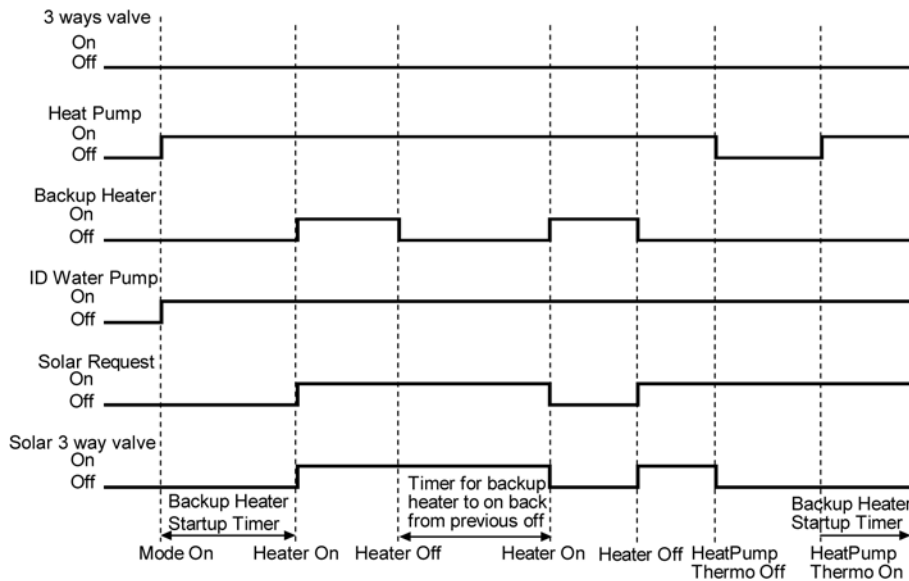 3 ways valve
On
Off
Heat Pump
On
Off
Backup Heater
On
Off
ID Water Pump
On
Off
Solar Request
On
Off
Solar 3 way valve
On
Off
Backup Heater
Startup Timer
Timer for backup
heater to on back
from previous off
Backup Heater
Startup Timer
Mode On
Heater On
Heater Off
Heater On
Heater Off
HeatPump
Thermo Off
HeatPump
Thermo On